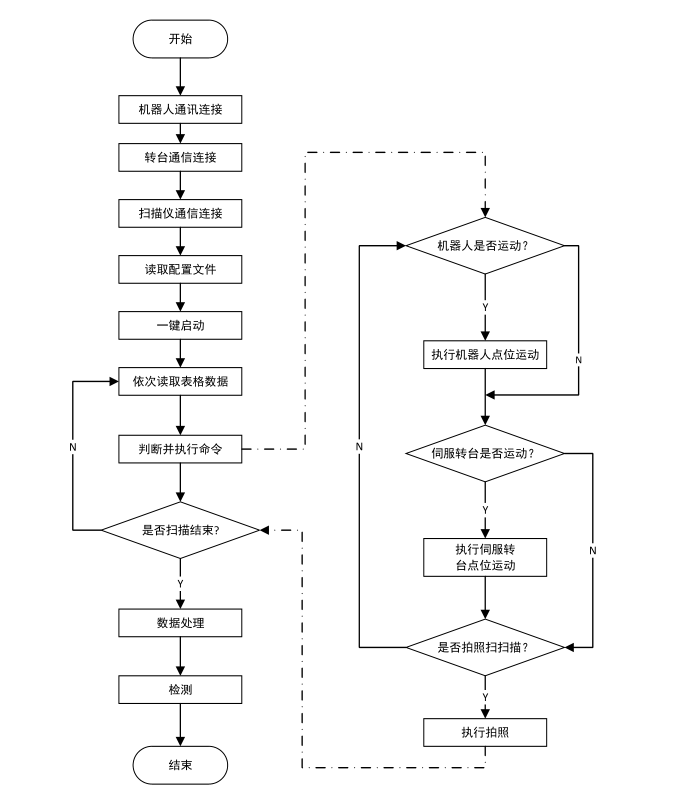 开始
机器人通讯连接
转台通信连接
扫描仪通信连接
读取配置文件
一键启动
依次读取表格数据
判断并执行命令
N
是否扫描结束?
Y
数据处理
检测
结束
机器人是否运动?
Y
N
执行机器人点位运动
N
伺服转台是否运动?
Y
N
执行伺服转
台点位运动
是否拍照扫扫描?
Y
执行拍照